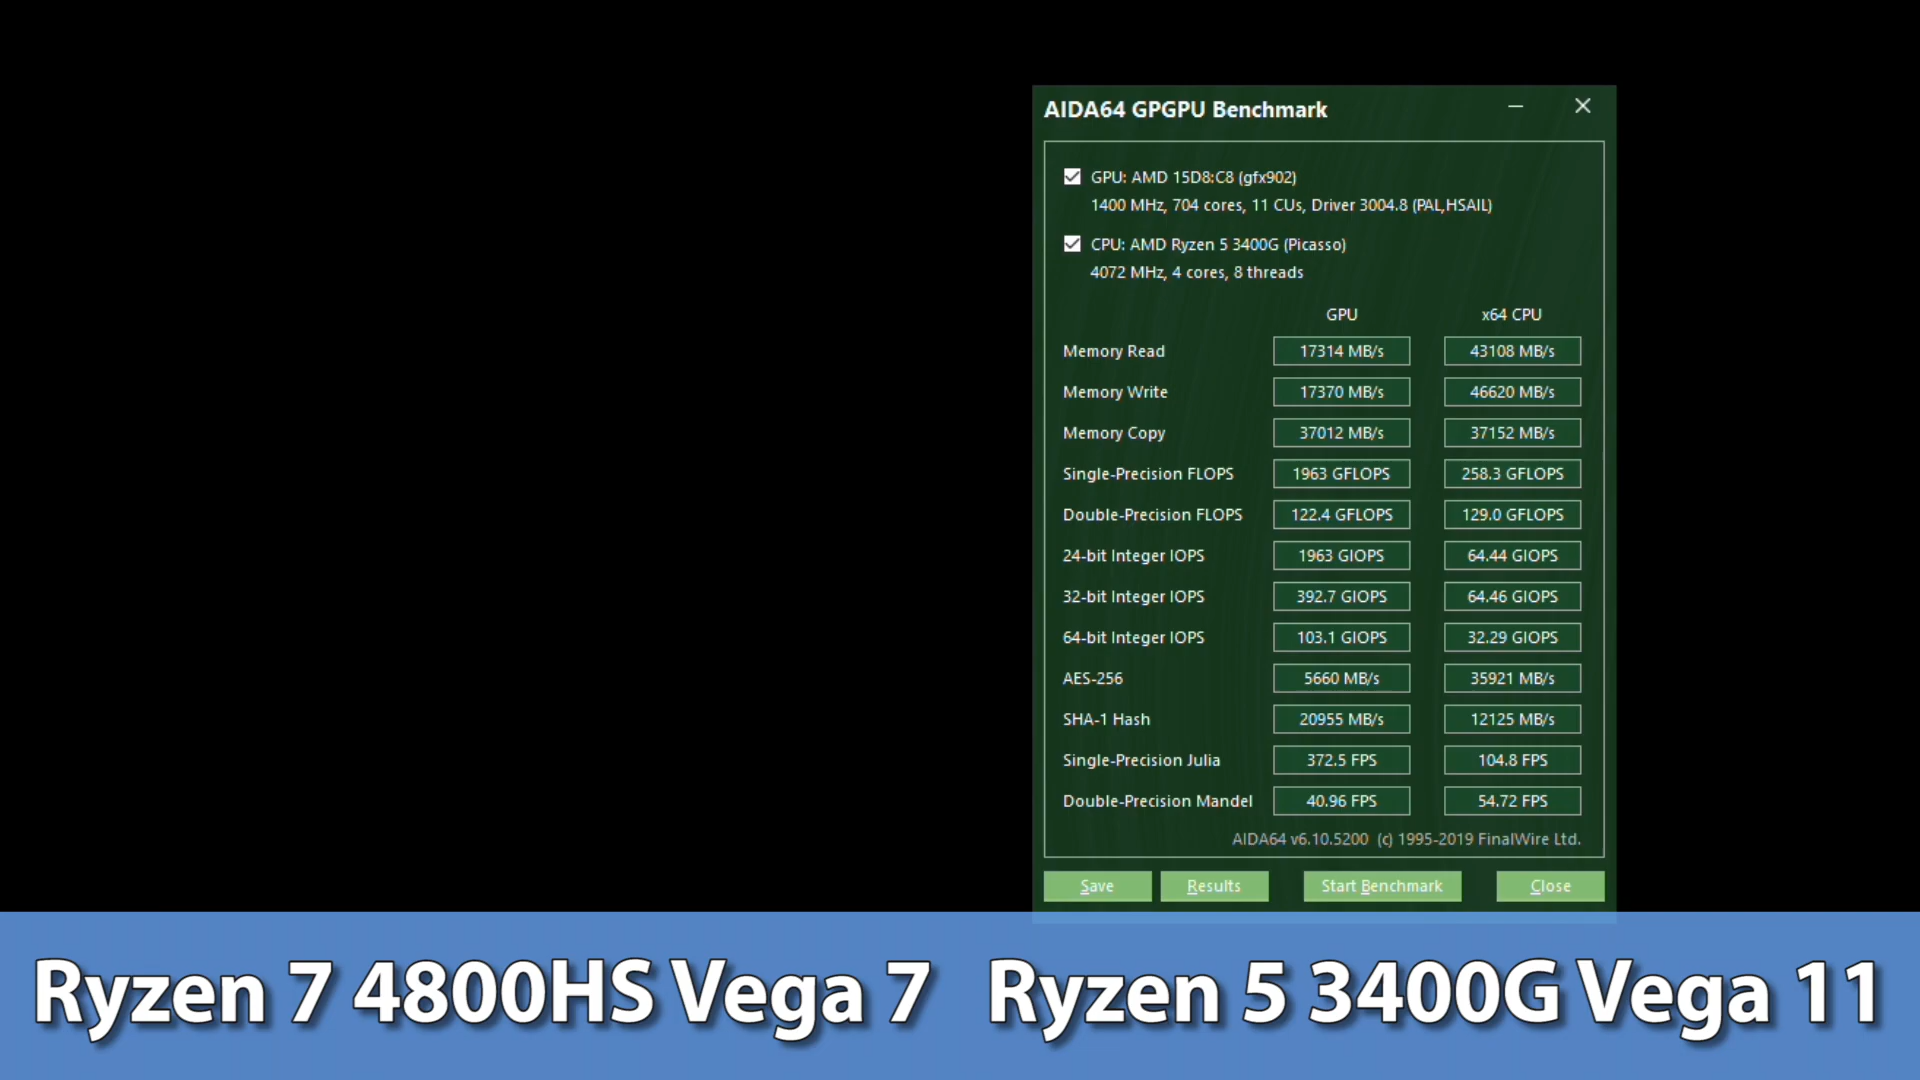 AIDA64 GPGPU Benchmark
GPU: AMD 15D8:C8 (gfx902)
1400 MHz, 704 cores, 11 CUs, Driver 3004.8 (PAL,HSAIL)
CPU: AMD Ryzen 5 3400G (Picasso)
4072 MHz, 4 cores, 8 threads
GPU x64 CPU
Memory Read 17314 MB/s 43108 MB/s
Memory Write 17370 MB/s 46620 MB/s
Memory Copy 37012 MB/s 37152 MB/s
Single-Precision FLOPS 1963 GFLOPS 258.3 GFLOPS
Double-Precision FLOPS 122.4 GFLOPS 129.0 GFLOPS
24-bit Integer IOPS 1963 GIOPS 64.44 GIOPS
32-bit Integer IOPS 392.7 GIOPS 64.46 GIOPS
64-bit Integer IOPS 103.1 GIOPS 32.29 GIOPS
AES-256 5660 MB/s 35921 MB/s
SHA-1 Hash 20955 MB/s 12125 MB/s
Single-Precision Julia 372.5 FPS 104.8 FPS
Double-Precision Mandel 40.96 FPS 54.72 FPS
AIDA64 v6.10.5200 (c) 1995-2019 FinalWire Ltd.
Save Results Start Benchmark Close
Ryzen 7 4800HS Vega 7 Ryzen 5 3400G Vega 11